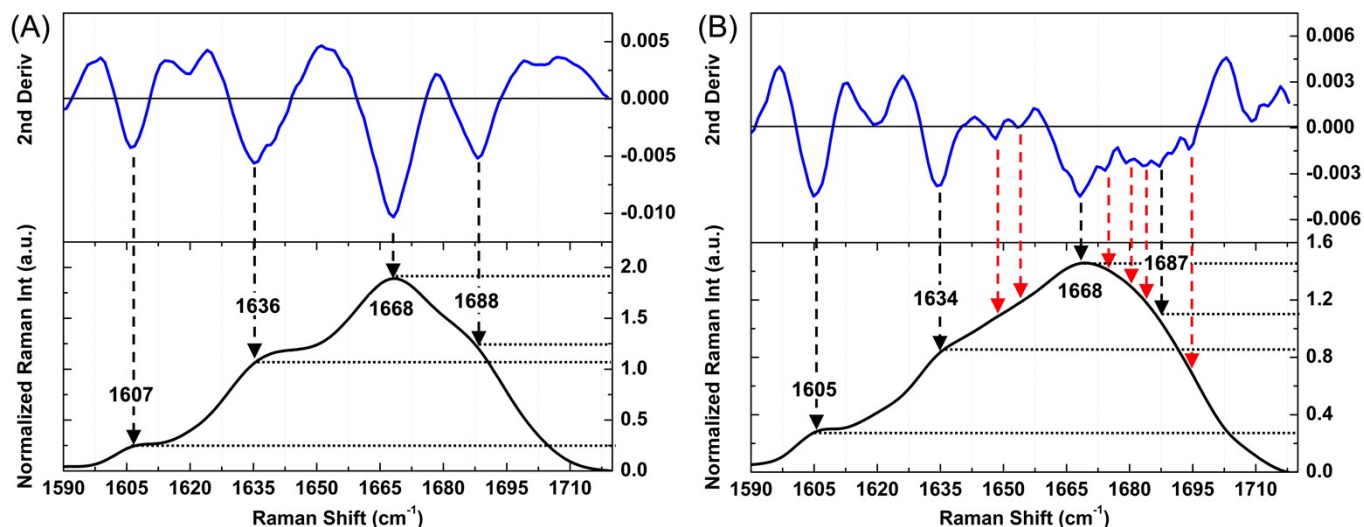 (A)
2nd Deriv
0.005
0.000
-0.005
-0.010
Normalized Raman Int (a.u.)
2.0
1.5
1.0
0.5
0.0
1607
1636
1668
1688
1590 1605 1620 1635 1650 1665 1680 1695 1710
Raman Shift (cm⁻¹)
(B)
2nd Deriv
0.006
0.003
0.000
-0.003
-0.006
Normalized Raman Int (a.u.)
1.6
1.2
0.8
0.4
0.0
1605
1634
1668
1687
1590 1605 1620 1635 1650 1665 1680 1695 1710
Raman Shift (cm⁻¹)